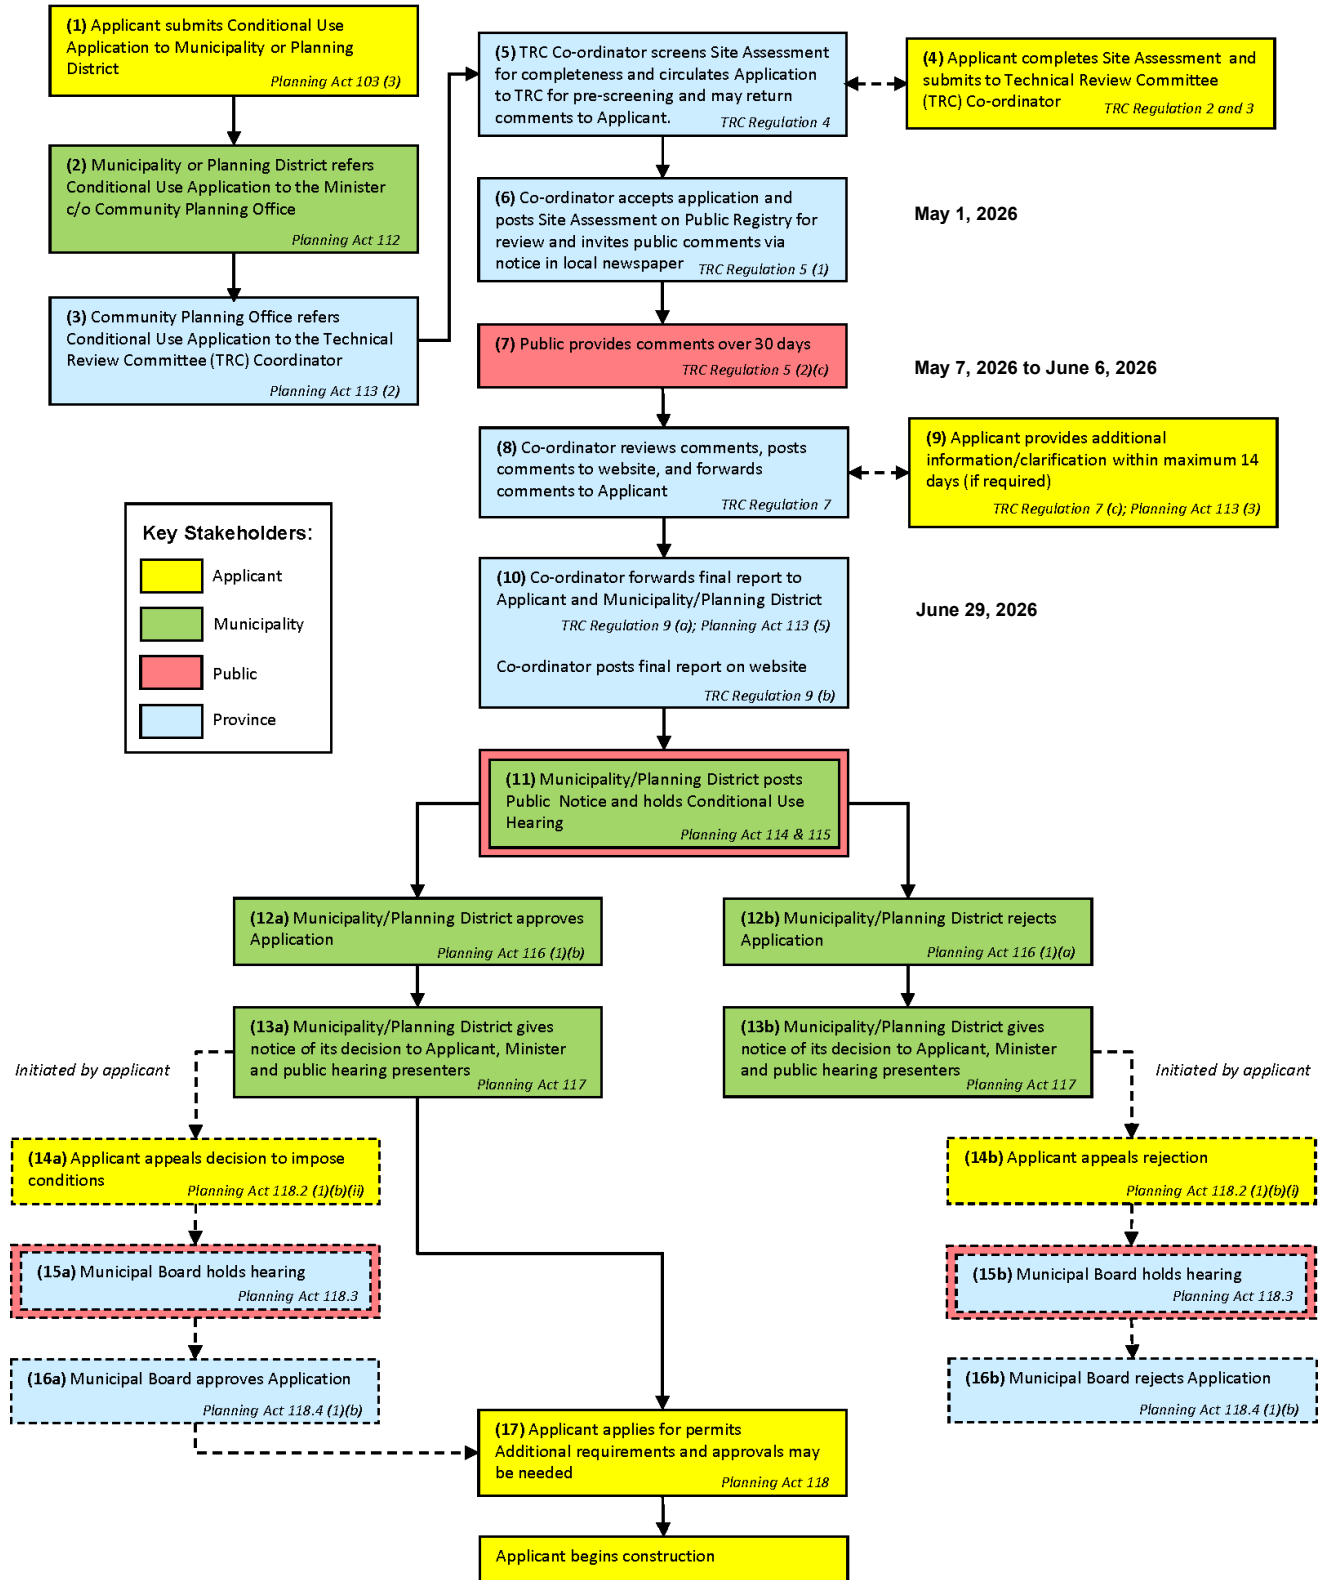 (1) Applicant submits Conditional Use
Application to Municipality or Planning
District
Planning Act 103 (3)
(2) Municipality or Planning District refers
Conditional Use Application to the Minister
c/o Community Planning Office
Planning Act 112
(3) Community Planning Office refers
Conditional Use Application to the Technical
Review Committee (TRC) Coordinator
Planning Act 113 (2)
(5) TRC Co-ordinator screens Site Assessment
for completeness and circulates Application
to TRC for pre-screening and may return
comments to Applicant.
TRC Regulation 4
(4) Applicant completes Site Assessment and
submits to Technical Review Committee
(TRC) Co-ordinator
TRC Regulation 2 and 3
(6) Co-ordinator accepts application and
posts Site Assessment on Public Registry for
review and invites public comments via
notice in local newspaper
TRC Regulation 5 (1)
May 1, 2026
(7) Public provides comments over 30 days
TRC Regulation 5 (2)(c)
May 7, 2026 to June 6, 2026
(8) Co-ordinator reviews comments, posts
comments to website, and forwards
comments to Applicant
TRC Regulation 7
(9) Applicant provides additional
information/clarification within maximum 14
days (if required)
TRC Regulation 7 (c); Planning Act 113 (3)
Key Stakeholders:
Applicant
Municipality
Public
Province
(10) Co-ordinator forwards final report to
Applicant and Municipality/Planning District
TRC Regulation 9 (a); Planning Act 113 (5)
Co-ordinator posts final report on website
TRC Regulation 9 (b)
June 29, 2026
(11) Municipality/Planning District posts
Public Notice and holds Conditional Use
Hearing
Planning Act 114 & 115
(12a) Municipality/Planning District approves
Application
Planning Act 116 (1)(b)
(12b) Municipality/Planning District rejects
Application
Planning Act 116 (1)(a)
(13a) Municipality/Planning District gives
notice of its decision to Applicant, Minister
and public hearing presenters
Planning Act 117
(13b) Municipality/Planning District gives
notice of its decision to Applicant, Minister
and public hearing presenters
Planning Act 117
Initiated by applicant
Initiated by applicant
(14a) Applicant appeals decision to impose
conditions
Planning Act 118.2 (1)(b)(ii)
(14b) Applicant appeals rejection
Planning Act 118.2 (1)(b)(i)
(15a) Municipal Board holds hearing
Planning Act 118.3
(15b) Municipal Board holds hearing
Planning Act 118.3
(16a) Municipal Board approves Application
Planning Act 118.4 (1)(b)
(16b) Municipal Board rejects Application
Planning Act 118.4 (1)(b)
(17) Applicant applies for permits
Additional requirements and approvals may
be needed
Planning Act 118
Applicant begins construction